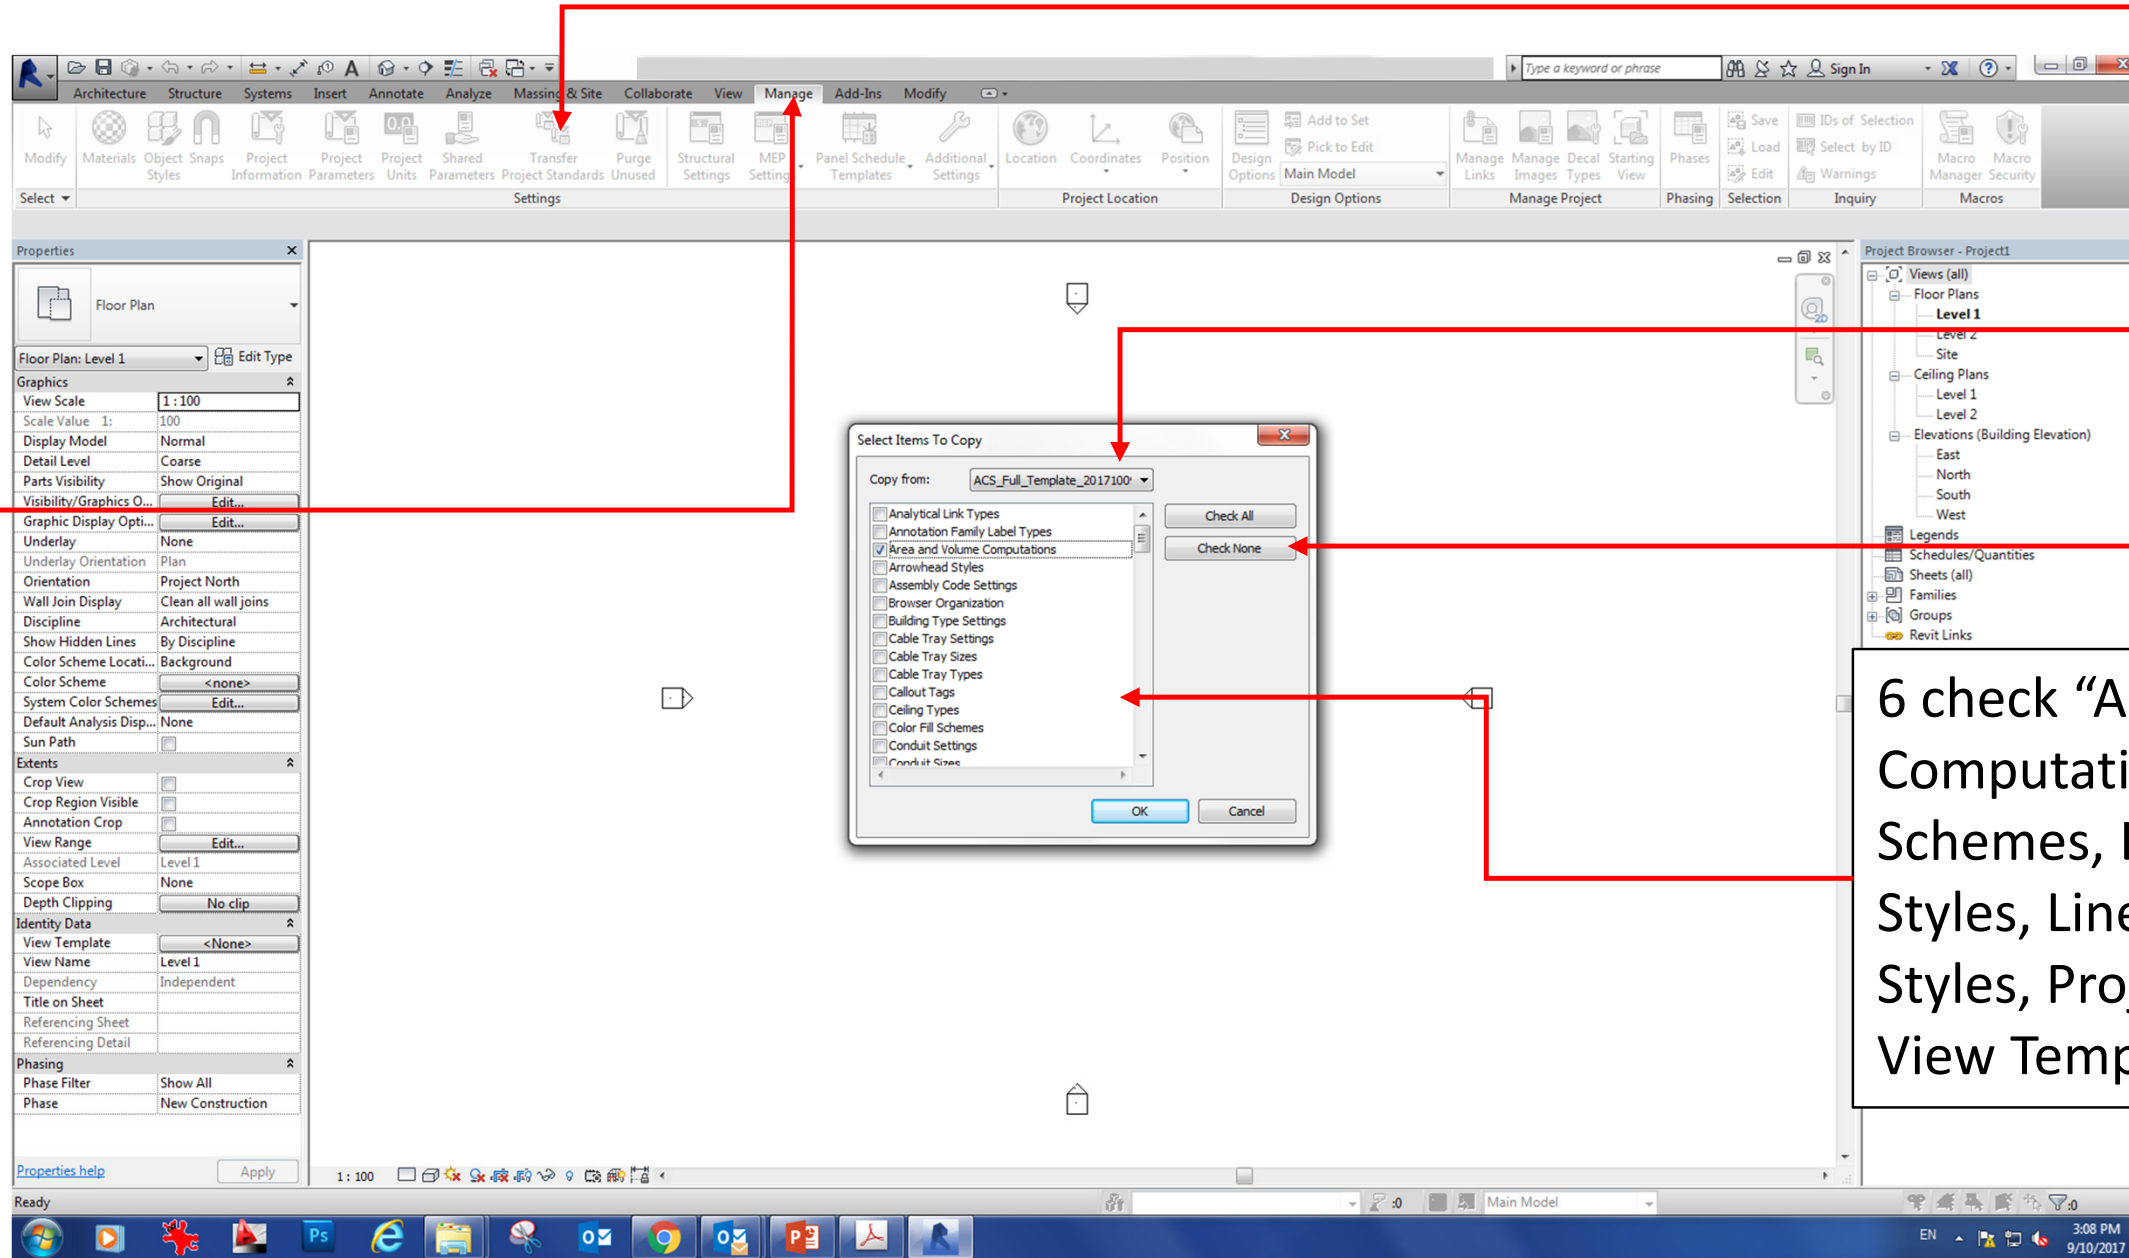 Type a keyword or phrase
Sign In
Architecture Structure Systems Insert Annotate Analyze Massing & Site Collaborate View Manage Add-Ins Modify
Modify
Materials
Object Styles
Snaps
Project Information
Project Parameters
Project Units
Shared Parameters
Transfer Project Standards
Purge Unused
Structural Settings
MEP Settings
Panel Schedule Templates
Additional Settings
Location
Coordinates
Position
Design Options
Add to Set
Pick to Edit
Main Model
Manage Links
Manage Images
Decal Types
Starting View
Phases
Save
Load
Edit
IDs of Selection
Select by ID
Warnings
Macro Manager
Macro Security
Select
Settings
Project Location
Design Options
Manage Project
Phasing
Selection
Inquiry
Macros
Properties
Floor Plan
Floor Plan: Level 1
Edit Type
Graphics
View Scale 1 : 100
Scale Value 1: 100
Display Model Normal
Detail Level Coarse
Parts Visibility Show Original
Visibility/Graphics O... Edit...
Graphic Display Opti... Edit...
Underlay None
Underlay Orientation Plan
Orientation Project North
Wall Join Display Clean all wall joins
Discipline Architectural
Show Hidden Lines By Discipline
Color Scheme Locati... Background
Color Scheme <none>
System Color Schemes Edit...
Default Analysis Disp... None
Sun Path
Extents
Crop View
Crop Region Visible
Annotation Crop
View Range Edit...
Associated Level Level 1
Scope Box None
Depth Clipping No clip
Identity Data
View Template <None>
View Name Level 1
Dependency Independent
Title on Sheet
Referencing Sheet
Referencing Detail
Phasing
Phase Filter Show All
Phase New Construction
Properties help
Apply
2D
Select Items To Copy
Copy from: ACS_Full_Template_2017100
Analytical Link Types
Annotation Family Label Types
Area and Volume Computations
Arrowhead Styles
Assembly Code Settings
Browser Organization
Building Type Settings
Cable Tray Settings
Cable Tray Sizes
Cable Tray Types
Callout Tags
Ceiling Types
Color Fill Schemes
Conduit Settings
Conduit Sizes
Check All
Check None
OK
Cancel
Project Browser - Project1
Views (all)
Floor Plans
Level 1
Level 2
Site
Ceiling Plans
Level 1
Level 2
Elevations (Building Elevation)
East
North
South
West
Legends
Schedules/Quantities
Sheets (all)
Families
Groups
Revit Links
6 check “A
Computati
Schemes,
Styles, Line
Styles, Pro
View Temp
1 : 100
Ready
:0
Main Model
:0
Ps
EN
3:08 PM
9/10/2017